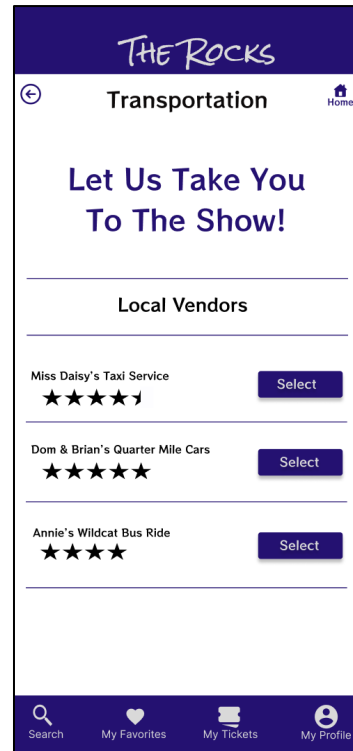 THE ROCKS
Transportation
Home
Let Us Take You
To The Show!
Local Vendors
Miss Daisy's Taxi Service
Select
Dom & Brian's Quarter Mile Cars
Select
Annie's Wildcat Bus Ride
Select
Search
My Favorites
My Tickets
My Profile